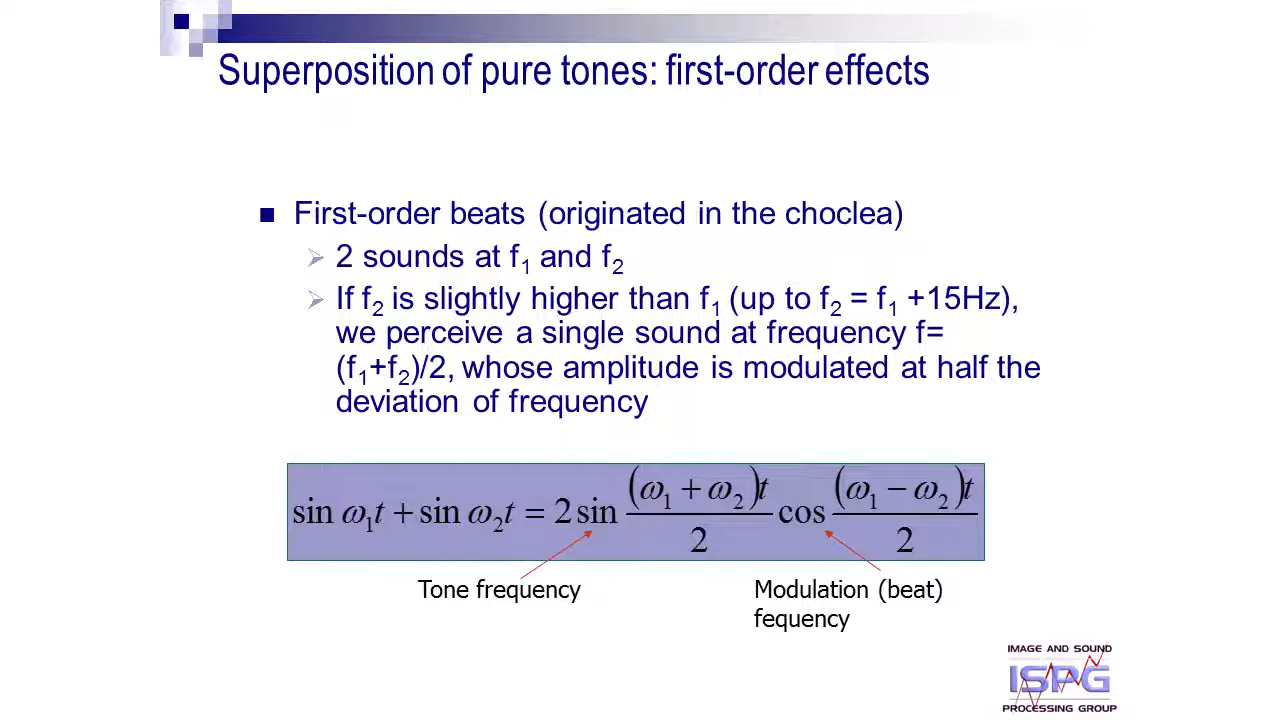 Superposition of pure tones: first-order effects
First-order beats (originated in the choclea)
2 sounds at f₁ and f₂
If f₂ is slightly higher than f₁ (up to f₂ = f₁ +15Hz),
we perceive a single sound at frequency f=
(f₁+f₂)/2, whose amplitude is modulated at half the
deviation of frequency
sin ω₁t + sin ω₂t = 2 sin (ω₁ + ω₂)t / 2 cos (ω₁ − ω₂)t / 2
Tone frequency
Modulation (beat)
fequency
IMAGE AND SOUND
ISPG
PROCESSING GROUP